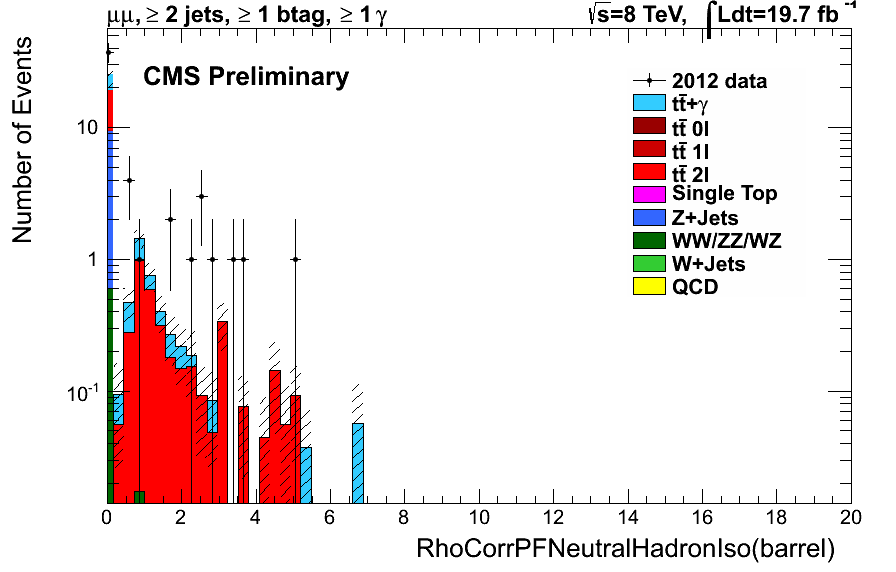 μμ, ≥ 2 jets, ≥ 1 btag, ≥ 1 γ √s=8 TeV, ∫Ldt=19.7 fb⁻¹
CMS Preliminary
2012 data
tt̄+γ
tt̄ 0l
tt̄ 1l
tt̄ 2l
Single Top
Z+Jets
WW/ZZ/WZ
W+Jets
QCD
Number of Events
10
1
10⁻¹
0 2 4 6 8 10 12 14 16 18 20
RhoCorrPFNeutralHadronIso(barrel)